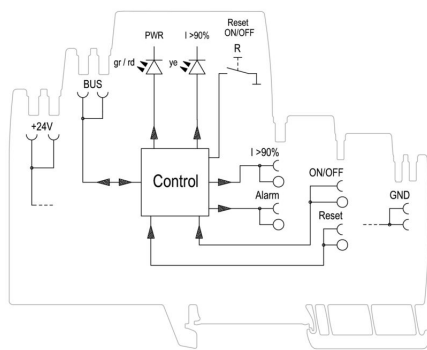 Reset
ON/OFF
PWR
I >90%
R
gr / rd
ye
BUS
+24V
I >90%
Control
ON/OFF
Alarm
GND
Reset